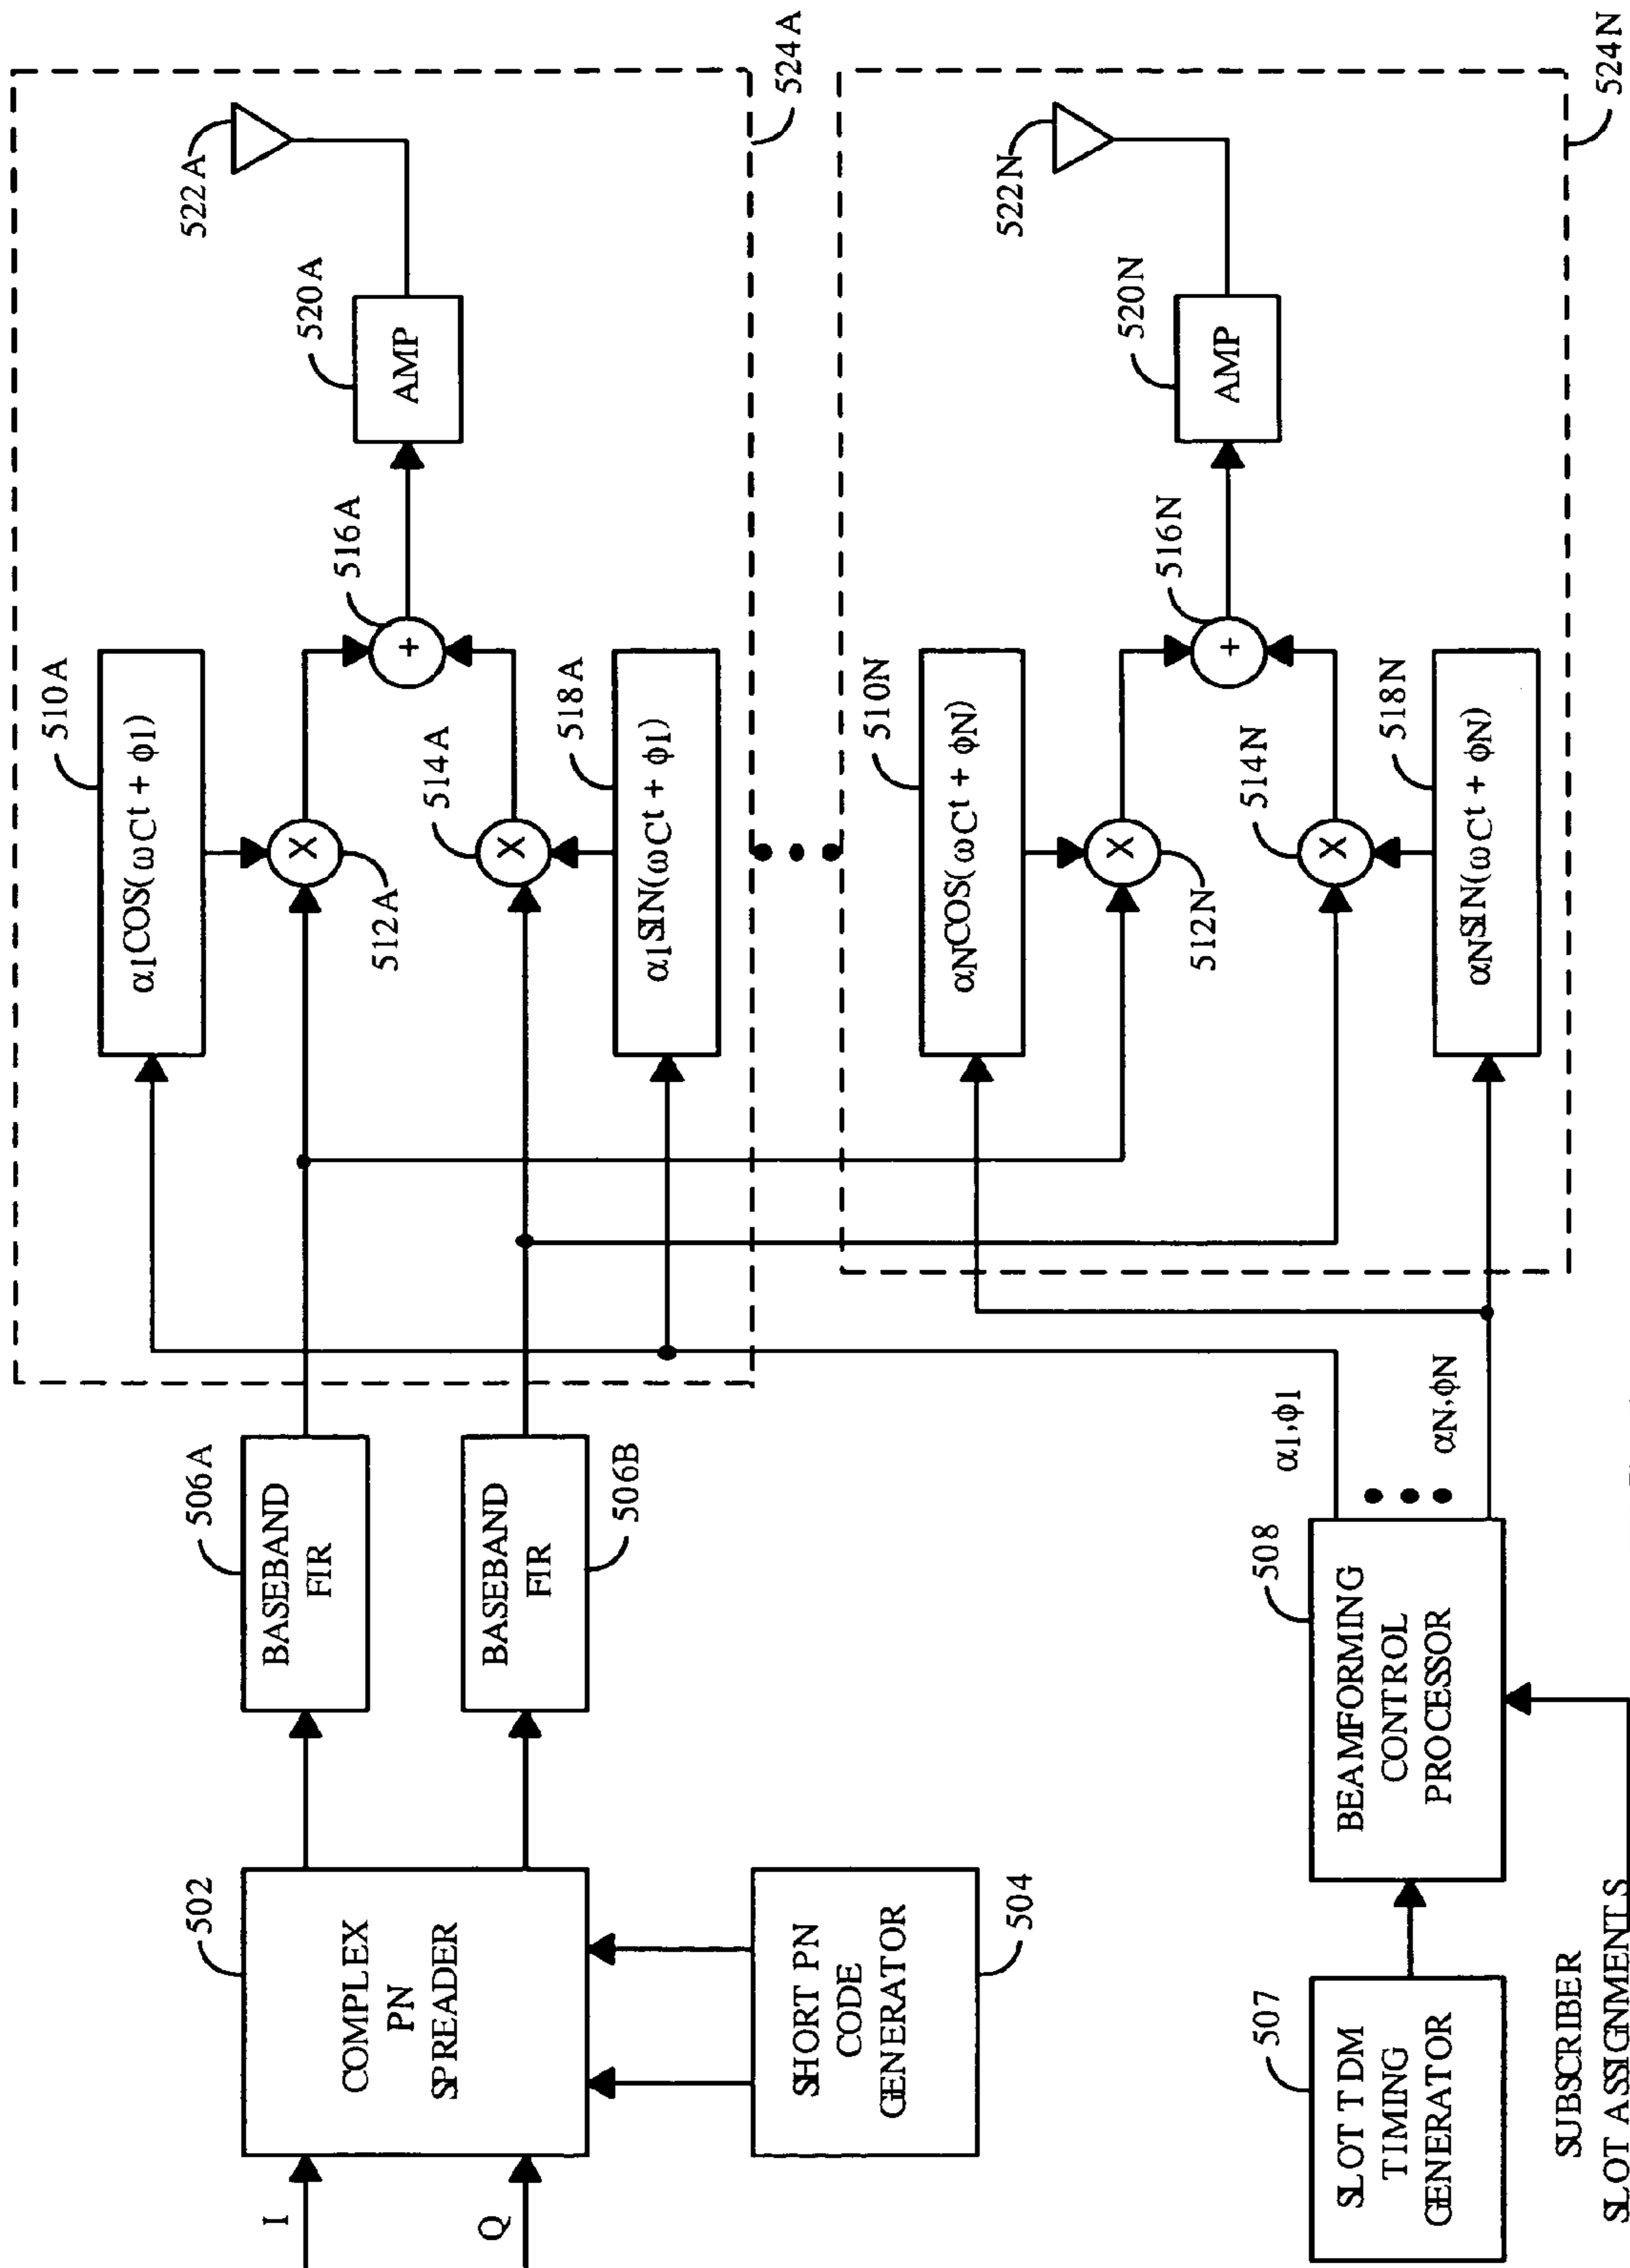 I
Q
502
COMPLEX
PN
SPREADER
SHORT PN
CODE
GENERATOR
504
506A
BASEBAND
FIR
BASEBAND
FIR
506B
507
SLOT TDM
TIMING
GENERATOR
SUBSCRIBER
SLOT ASSIGNMENTS
508
BEAMFORMING
CONTROL
PROCESSOR
α1,ϕ1
αN,ϕN
510A
α1COS(ωCt + ϕ1)
X
512A
514A
X
α1SIN(ωCt + ϕ1)
518A
516A
+
520A
AMP
522A
524A
510N
αNCOS(ωCt + ϕN)
X
512N
514N
X
αNSIN(ωCt + ϕN)
518N
516N
+
520N
AMP
522N
524N